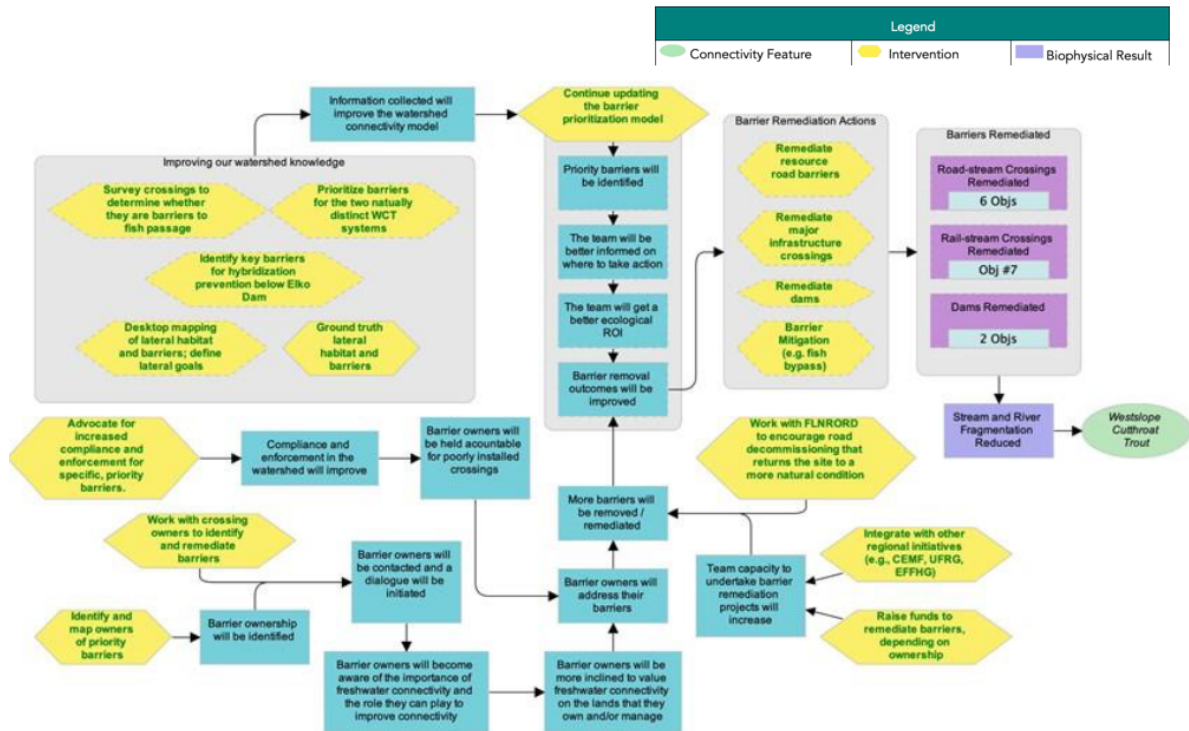 Legend
Connectivity Feature
Intervention
Biophysical Result
Information collected will
improve the watershed
connectivity model
Continue updating
the barrier
prioritization model
Improving our watershed knowledge
Survey crossings to
determine whether
they are barriers to
fish passage
Prioritize barriers
for the two natually
distinct WCT
systems
Identify key barriers
for hybridization
prevention below Elko
Dam
Desktop mapping
of lateral habitat
and barriers; define
lateral goals
Ground truth
lateral habitat
and barriers
Priority barriers will
be identified
The team will be
better informed on
where to take action
The team will get a
better ecological
ROI
Barrier removal
outcomes will be
improved
Barrier Remediation Actions
Remediate
resource
road barriers
Remediate
major
infrastructure
crossings
Remediate
dams
Barrier
Mitigation
(e.g. fish
bypass)
Barriers Remediated
Road-stream Crossings
Remediated
6 Objs
Rail-stream Crossings
Remediated
Obj #7
Dams Remediated
2 Objs
Stream and River
Fragmentation
Reduced
Westslope
Cutthroat
Trout
Advocate for
increased
compliance and
enforcement for
specific, priority
barriers.
Compliance and
enforcement in the
watershed will improve
Barrier owners will
be held acountable
for poorly installed
crossings
Work with FLNRORD
to encourage road
decommissioning that
returns the site to a
more natural condition
More barriers will
be removed /
remediated
Work with crossing
owners to identify
and remediate
barriers
Barrier owners will
be contacted and a
dialogue will be
initiated
Barrier owners will
address their
barriers
Team capacity to
undertake barrier
remediation
projects will
increase
Integrate with other
regional initiatives
(e.g., CEMF, UFRG,
EFFHG)
Identify and
map owners
of priority
barriers
Barrier ownership
will be identified
Raise funds to
remediate barriers,
depending on
ownership
Barrier owners will become
aware of the importance of
freshwater connectivity and
the role they can play to
improve connectivity
Barrier owners will be
more inclined to value
freshwater connectivity
on the lands that they
own and/or manage